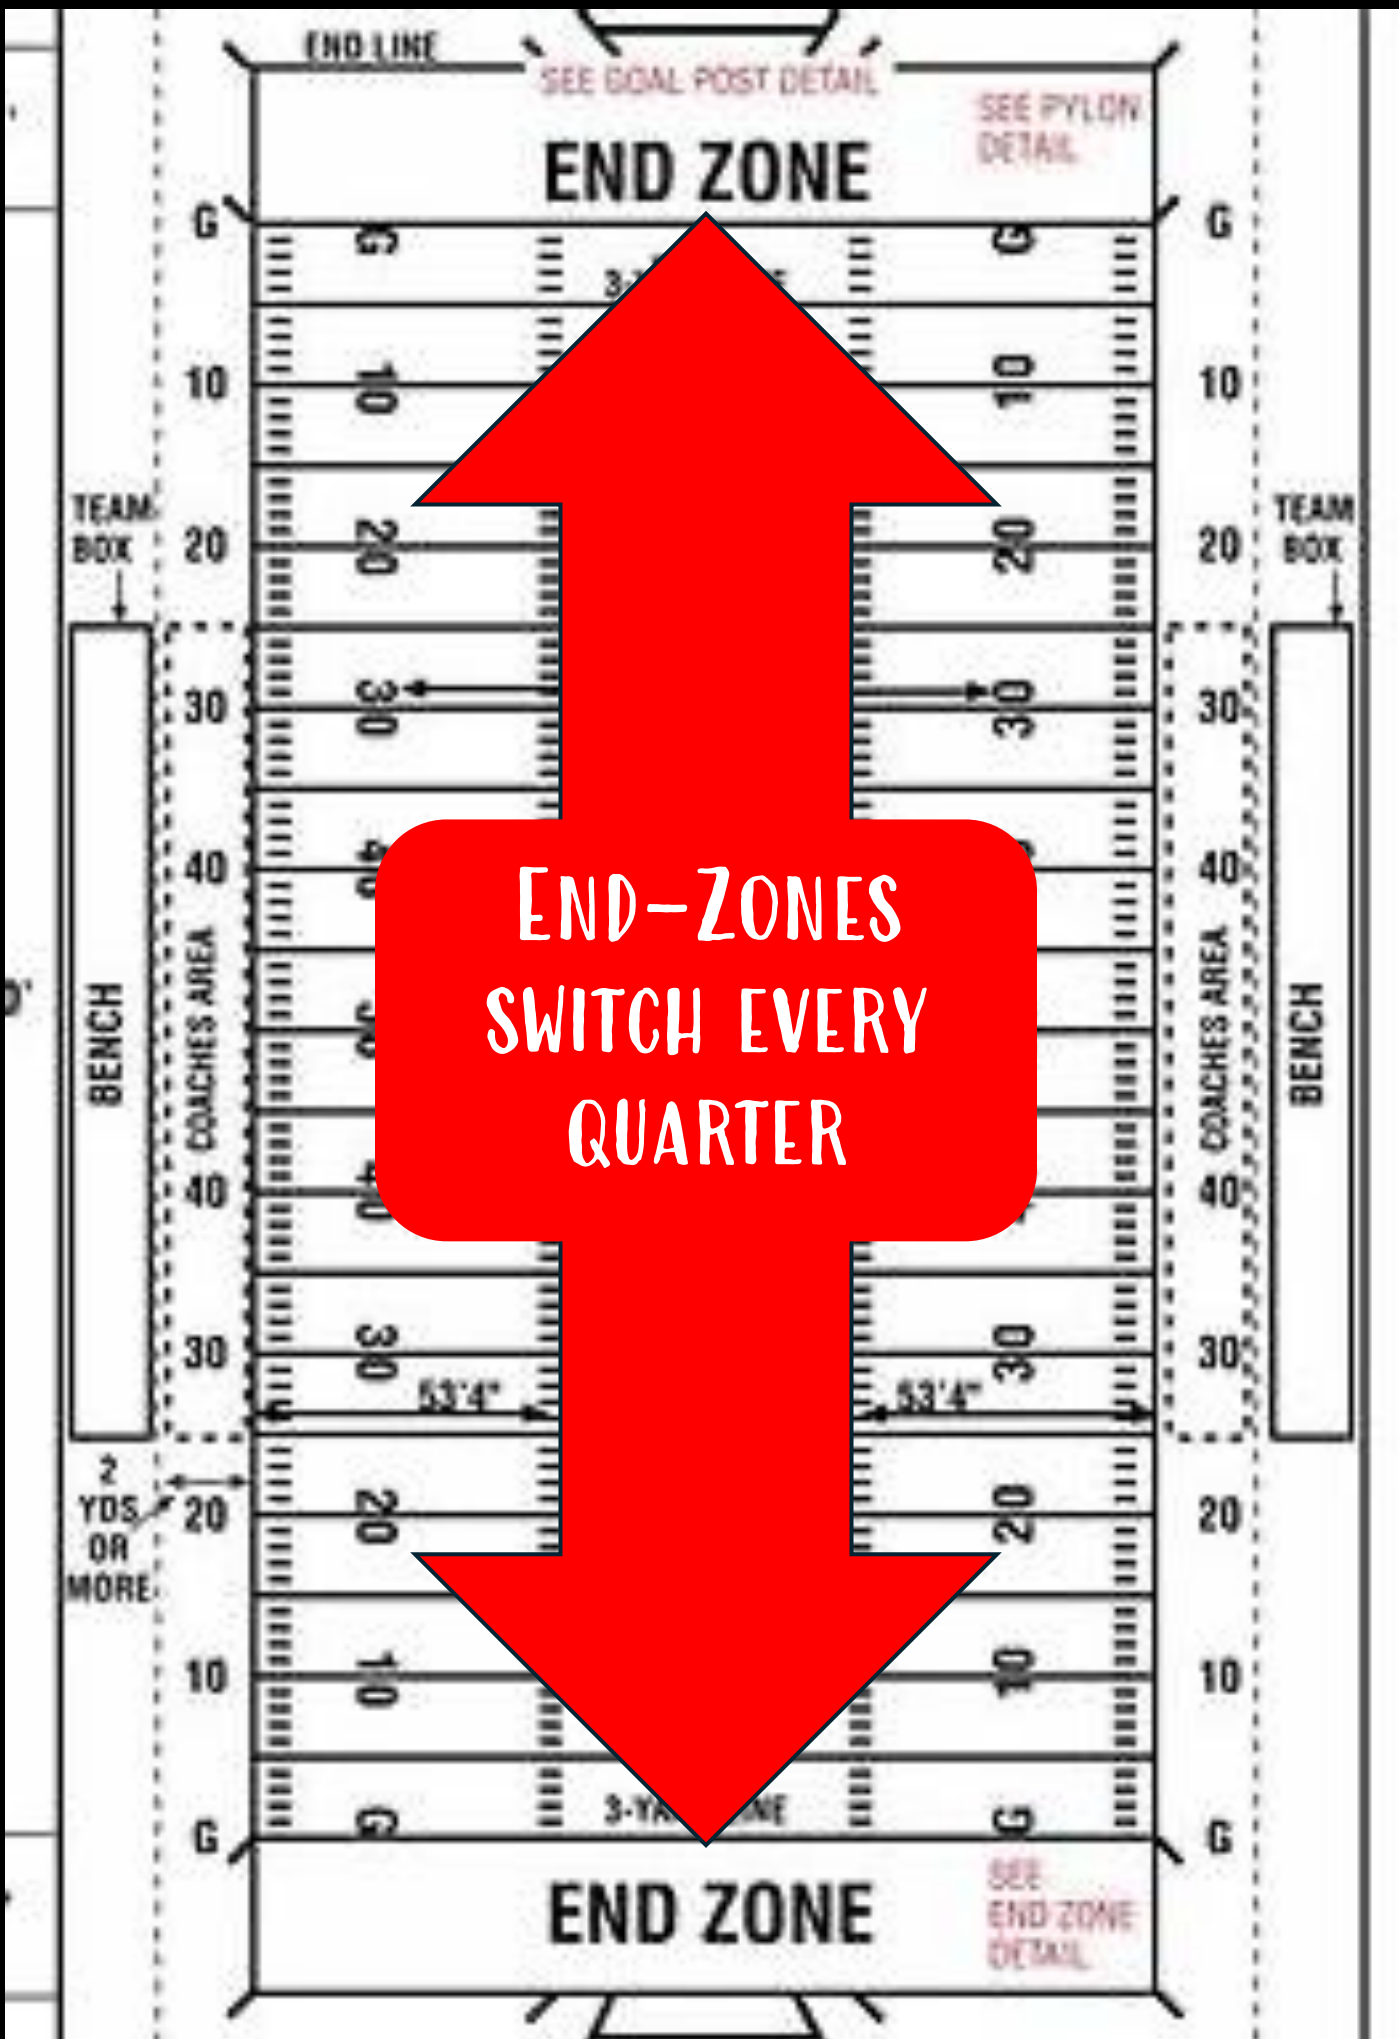 END LINE
SEE GOAL POST DETAIL
SEE PYLON
DETAIL
END ZONE
G
G
G
G
10
10
10
10
TEAM
BOX
TEAM
BOX
20
20
20
20
30
30
30
30
40
40
END-ZONES
SWITCH EVERY
QUARTER
BENCH
COACHES AREA
COACHES AREA
BENCH
40
40
30
30
30
30
53'4"
53'4"
2
YDS
OR
MORE
20
20
20
20
10
10
10
10
G
G
G
G
END ZONE
SEE
END ZONE
DETAIL